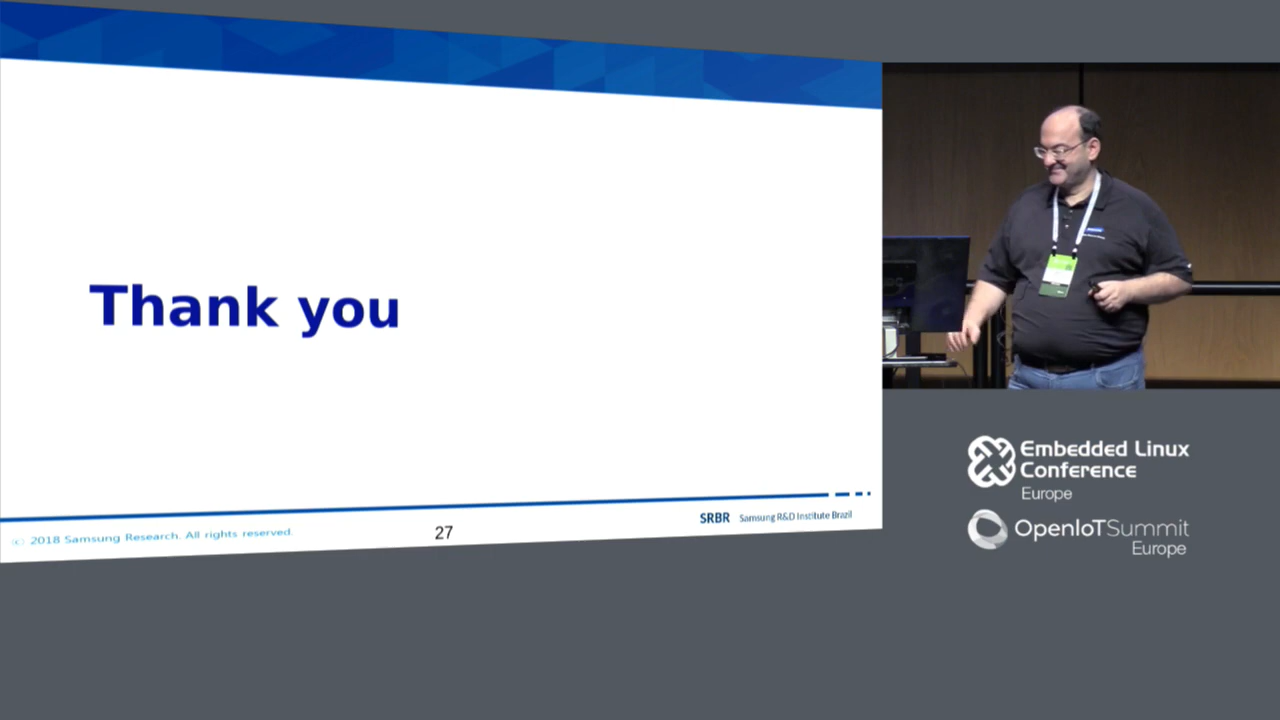 Thank you
© 2018 Samsung Research. All rights reserved.
27
SRBR Samsung R&D Institute Brazil
Embedded Linux
Conference
Europe
OpenIoTSummit
Europe